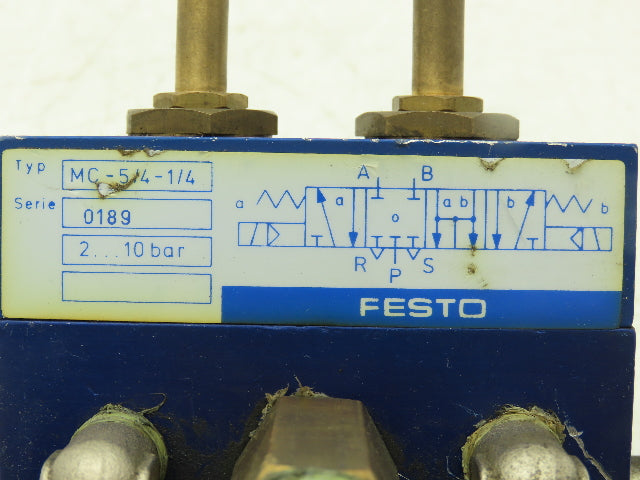 Typ MC-5/4-1/4
Serie 0189
2...10 bar
A B
a a o a b b b
R P S
FESTO